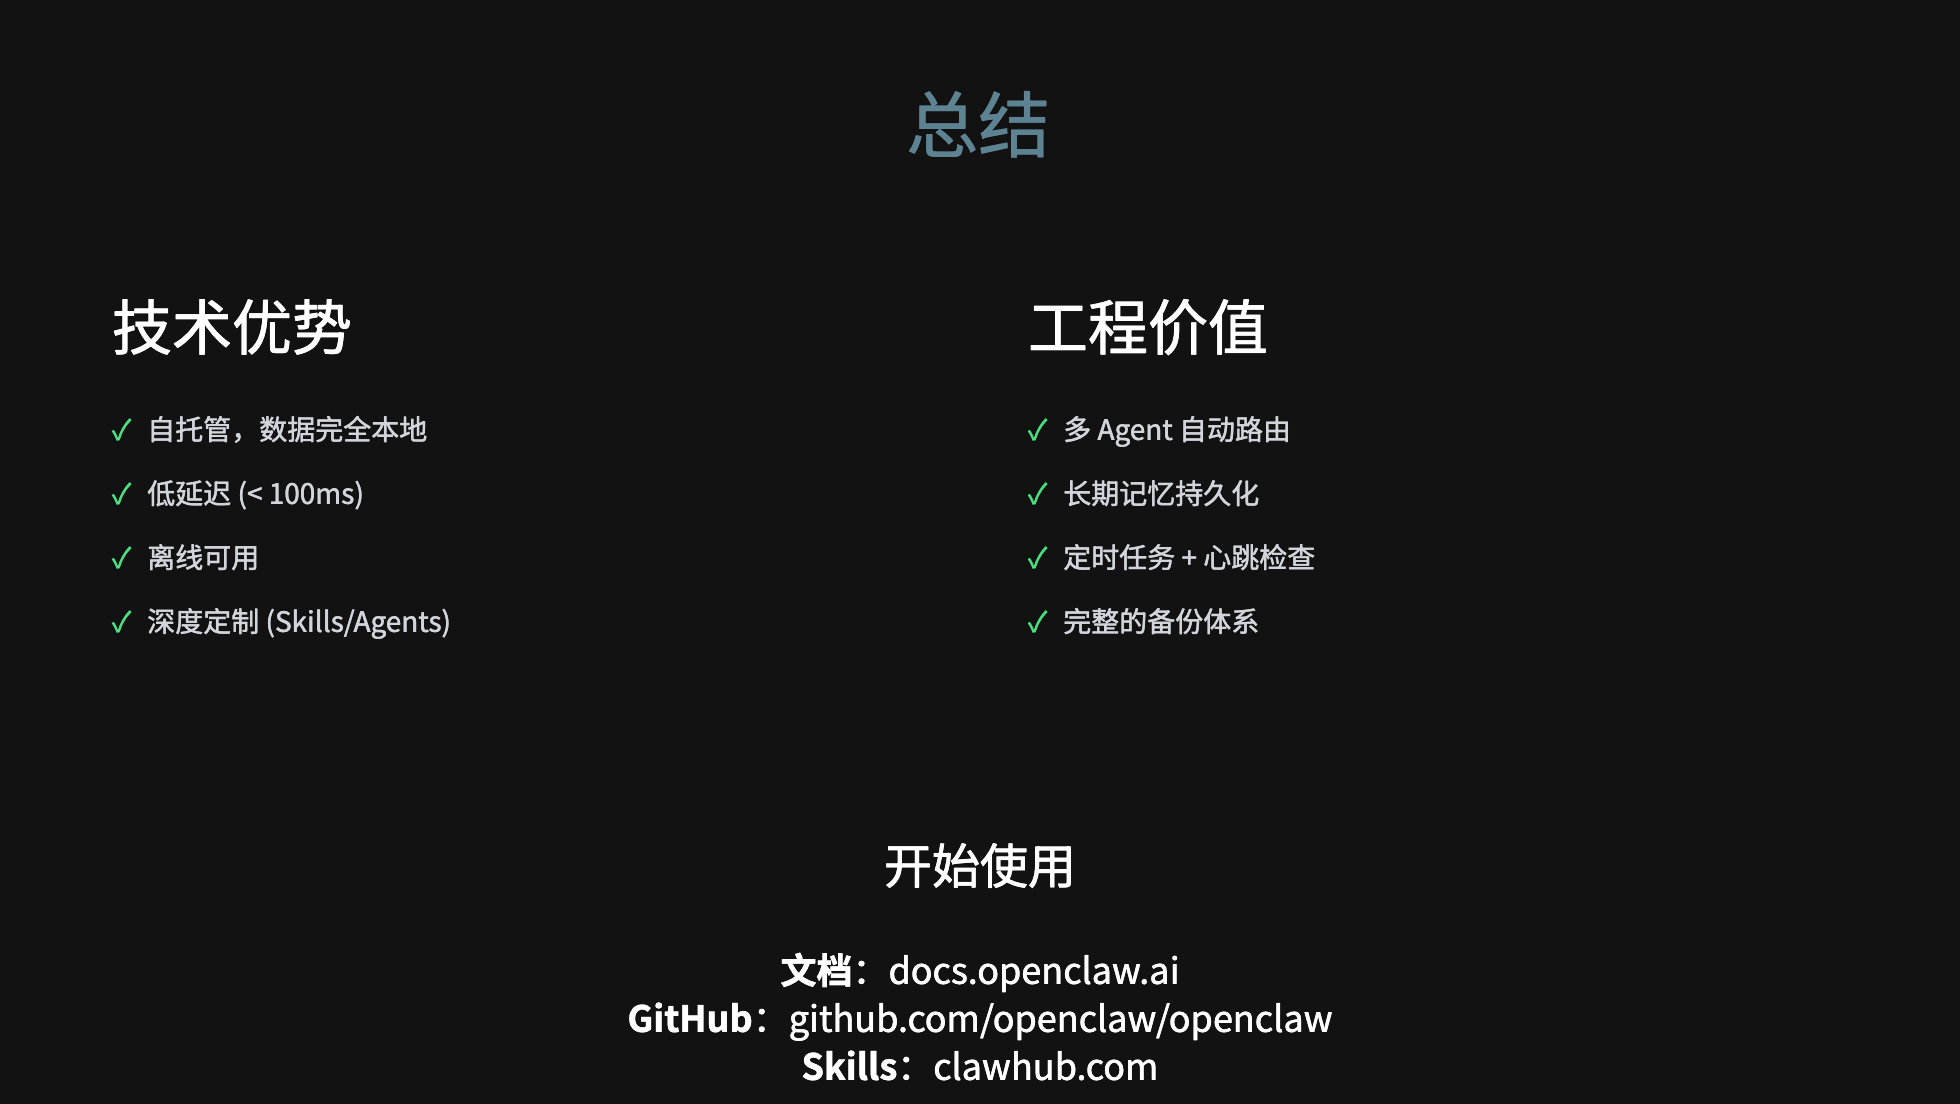 总结
技术优势
✓ 自托管，数据完全本地
✓ 低延迟 (< 100ms)
✓ 离线可用
✓ 深度定制 (Skills/Agents)
工程价值
✓ 多 Agent 自动路由
✓ 长期记忆持久化
✓ 定时任务 + 心跳检查
✓ 完整的备份体系
开始使用
文档：docs.openclaw.ai
GitHub：github.com/openclaw/openclaw
Skills：clawhub.com